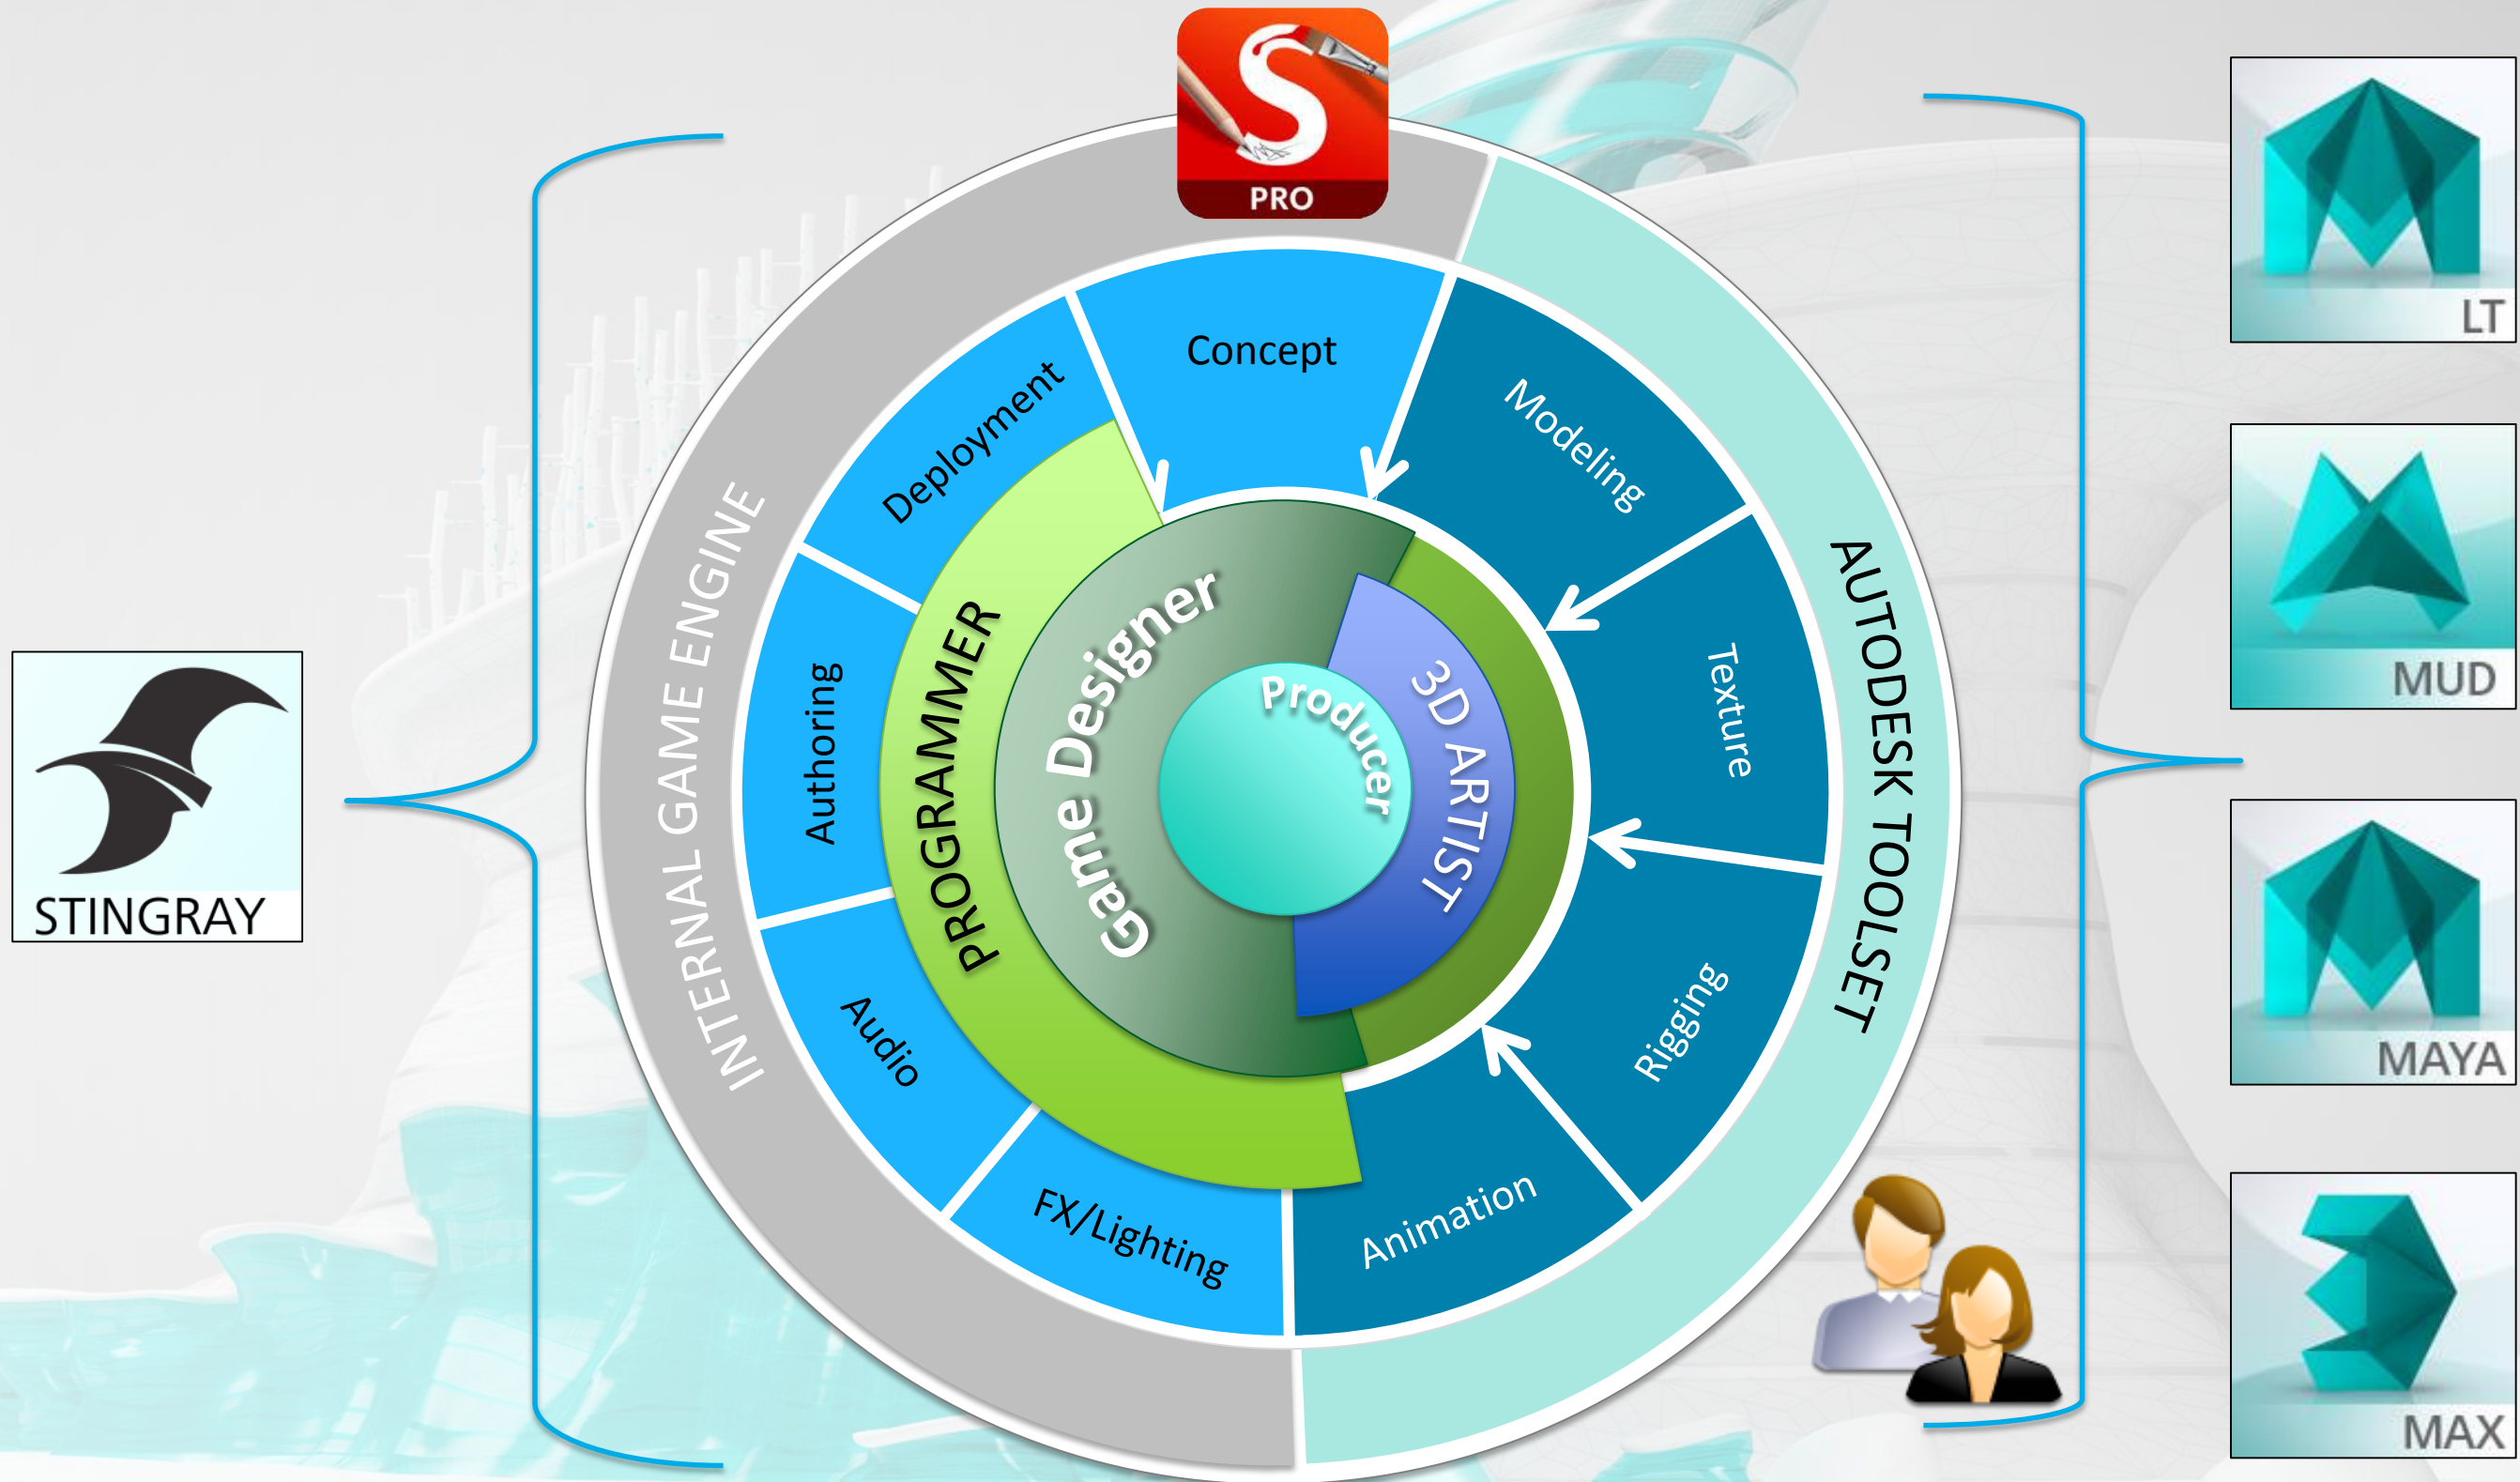 S
PRO
Concept
Modeling
Texture
Rigging
Animation
FX/Lighting
Audio
Authoring
Deployment
INTERNAL GAME ENGINE
AUTODESK TOOLSET
PROGRAMMER
Game Designer
Producer
3D ARTIST
STINGRAY
LT
MUD
MAYA
MAX